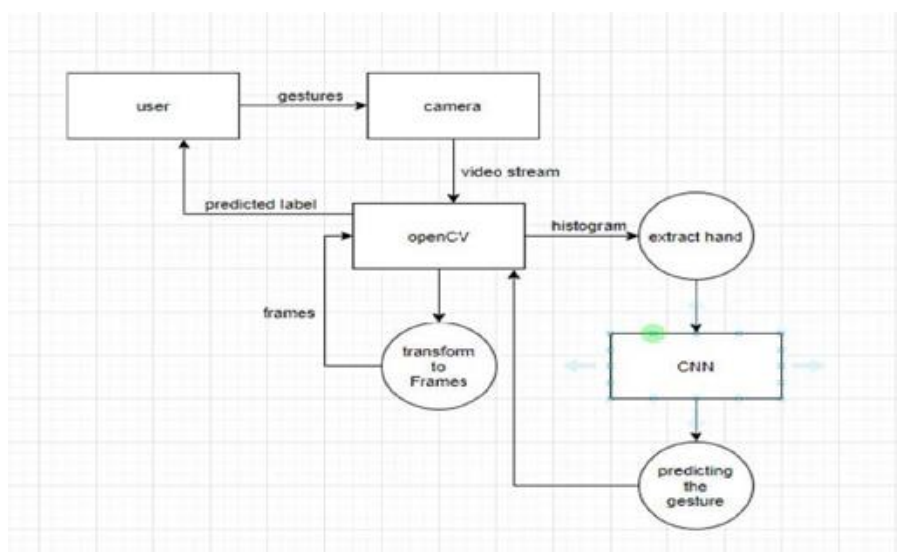 user
gestures
camera
video stream
predicted label
openCV
histogram
extract hand
frames
transform
to
Frames
CNN
predicting
the
gesture